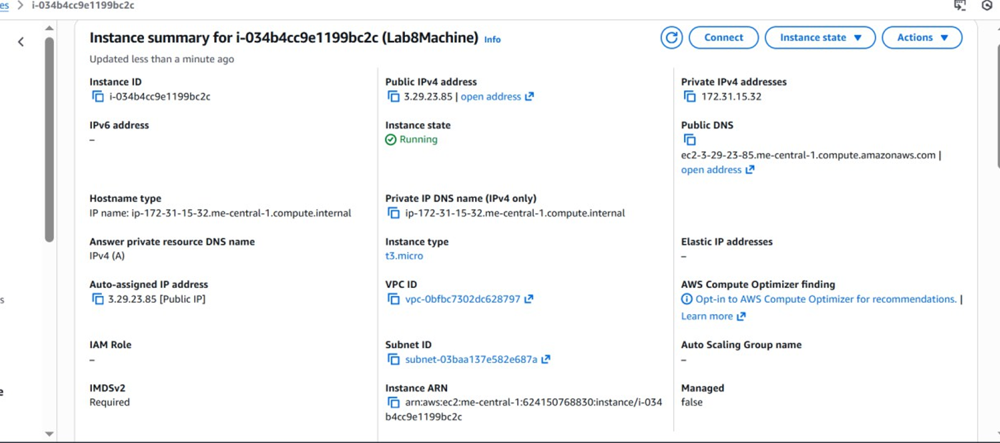 es > i-034b4cc9e1199bc2c
Instance summary for i-034b4cc9e1199bc2c (Lab8Machine) Info
Connect
Instance state
Actions
Updated less than a minute ago
Instance ID
i-034b4cc9e1199bc2c
Public IPv4 address
3.29.23.85 | open address
Private IPv4 addresses
172.31.15.32
IPv6 address
–
Instance state
Running
Public DNS
ec2-3-29-23-85.me-central-1.compute.amazonaws.com |
open address
Hostname type
IP name: ip-172-31-15-32.me-central-1.compute.internal
Private IP DNS name (IPv4 only)
ip-172-31-15-32.me-central-1.compute.internal
Answer private resource DNS name
IPv4 (A)
Instance type
t3.micro
Elastic IP addresses
–
Auto-assigned IP address
3.29.23.85 [Public IP]
VPC ID
vpc-0bfbc7302dc628797
AWS Compute Optimizer finding
Opt-in to AWS Compute Optimizer for recommendations. |
Learn more
s
IAM Role
–
Subnet ID
subnet-03baa137e582e687a
Auto Scaling Group name
–
e
IMDSv2
Required
Instance ARN
arn:aws:ec2:me-central-1:624150768830:instance/i-034
b4cc9e1199bc2c
Managed
false